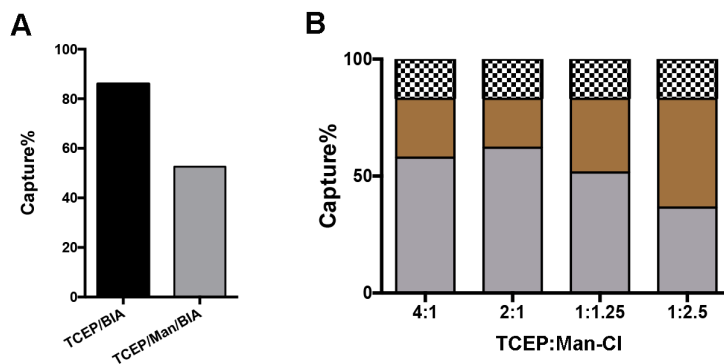 A
Capture%
100
80
60
40
20
0
TCEP/BIA
TCEP/Man/BIA
B
Capture%
100
50
0
4:1
2:1
1:1.25
1:2.5
TCEP:Man-Cl